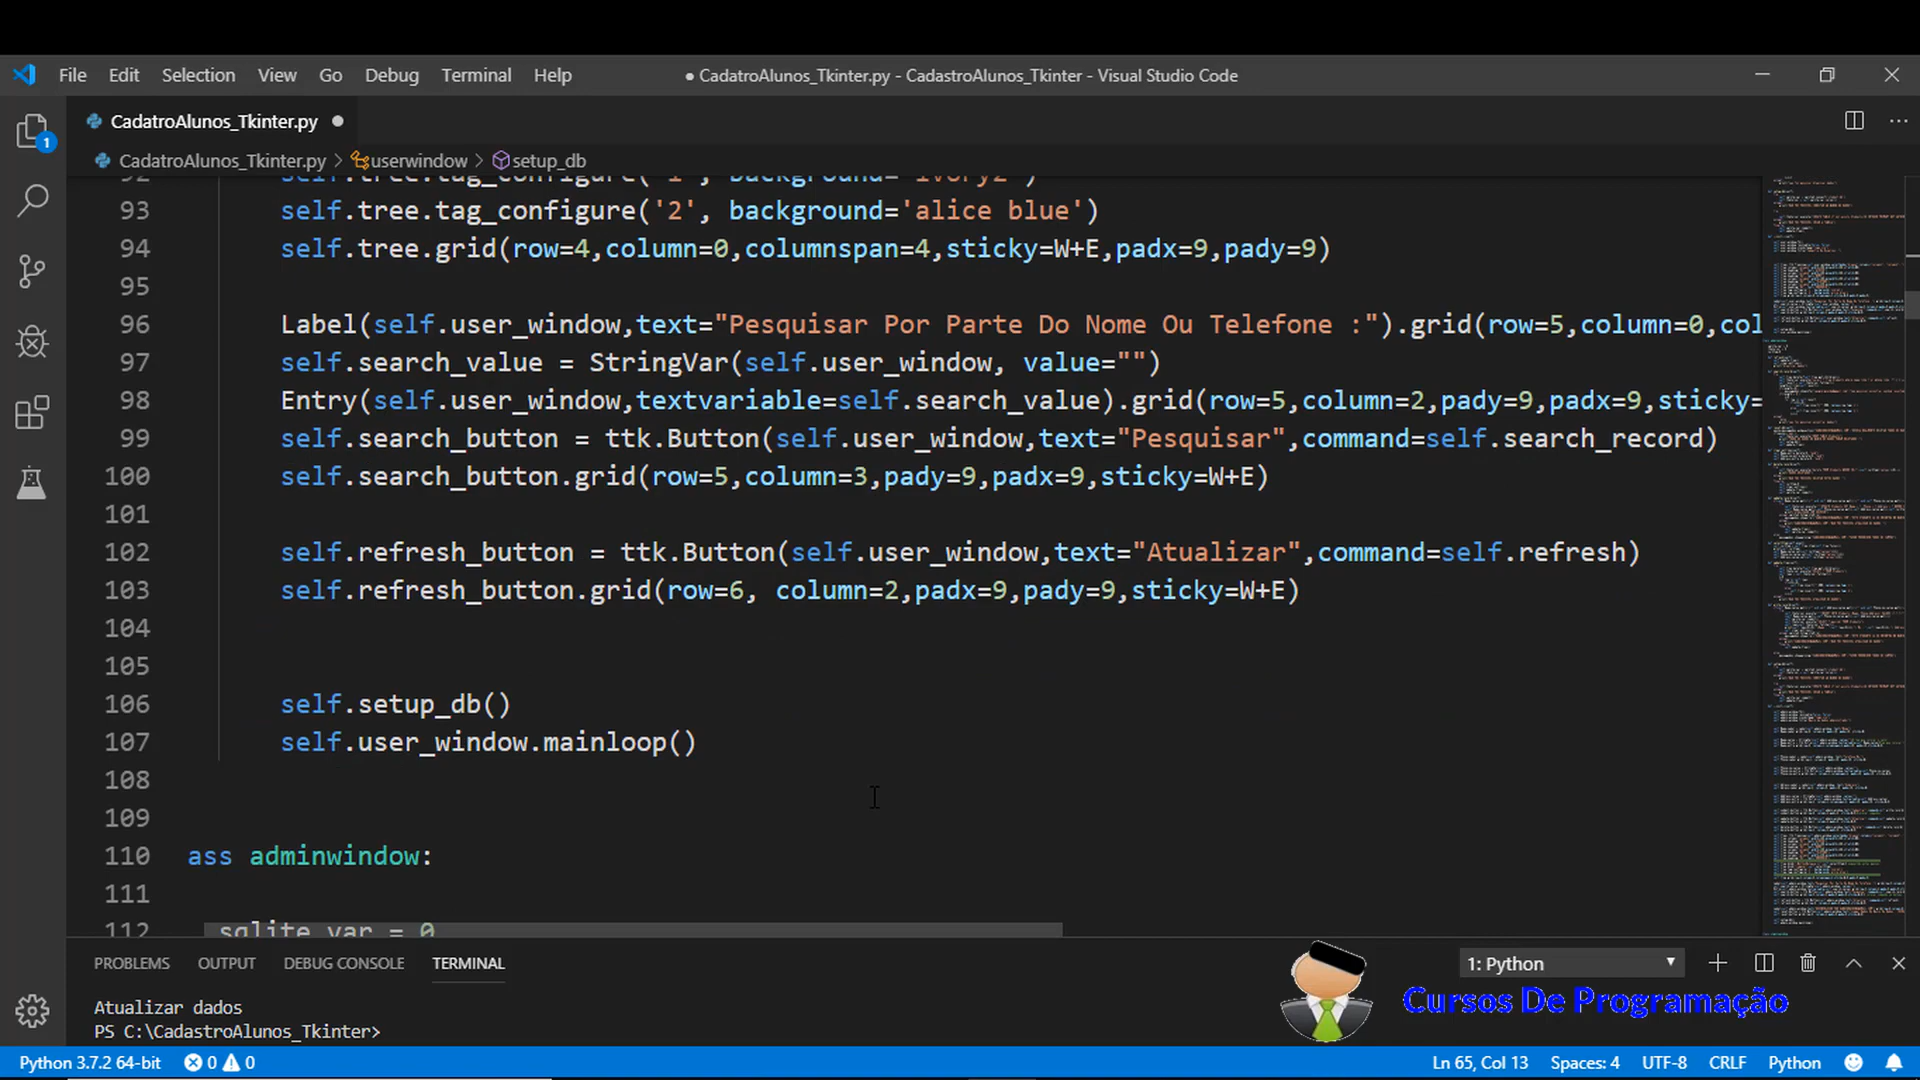 File Edit Selection View Go Debug Terminal Help
● CadatroAlunos_Tkinter.py - CadastroAlunos_Tkinter - Visual Studio Code
CadatroAlunos_Tkinter.py ●
CadatroAlunos_Tkinter.py > userwindow > setup_db
1
92 self.tree.tag_configure('1', background='ivory2')
93 self.tree.tag_configure('2', background='alice blue')
94 self.tree.grid(row=4,column=0,columnspan=4,sticky=W+E,padx=9,pady=9)
95
96 Label(self.user_window,text="Pesquisar Por Parte Do Nome Ou Telefone :").grid(row=5,column=0,col
97 self.search_value = StringVar(self.user_window, value="")
98 Entry(self.user_window,textvariable=self.search_value).grid(row=5,column=2,pady=9,padx=9,sticky=
99 self.search_button = ttk.Button(self.user_window,text="Pesquisar",command=self.search_record)
100 self.search_button.grid(row=5,column=3,pady=9,padx=9,sticky=W+E)
101
102 self.refresh_button = ttk.Button(self.user_window,text="Atualizar",command=self.refresh)
103 self.refresh_button.grid(row=6, column=2,padx=9,pady=9,sticky=W+E)
104
105
106 self.setup_db()
107 self.user_window.mainloop()
108
109
110 ass adminwindow:
111
112 sqlite_var = 0
PROBLEMS OUTPUT DEBUG CONSOLE TERMINAL 1: Python
Atualizar dados
PS C:\CadastroAlunos_Tkinter>
Cursos De Programação
Python 3.7.2 64-bit 0 0 Ln 65, Col 13 Spaces: 4 UTF-8 CRLF Python